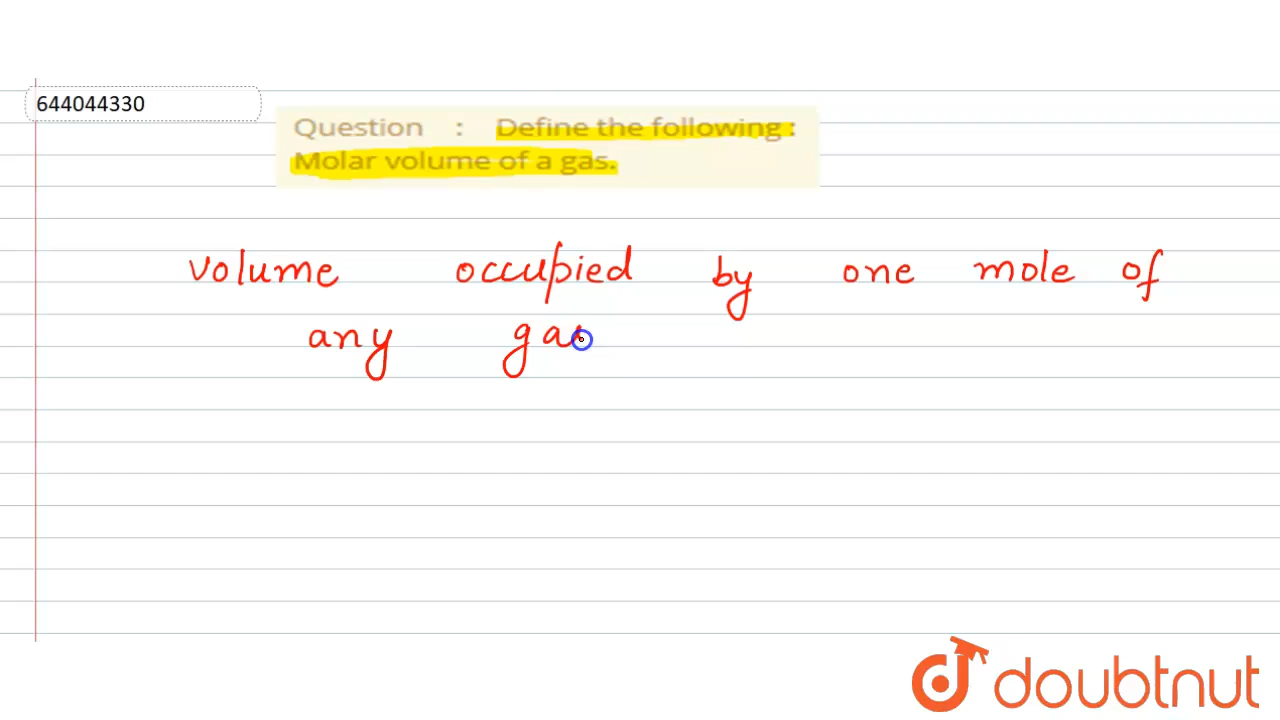 644044330
Question : Define the following :
Molar volume of a gas.
volume occupied by one mole of
any gas
doubtnut